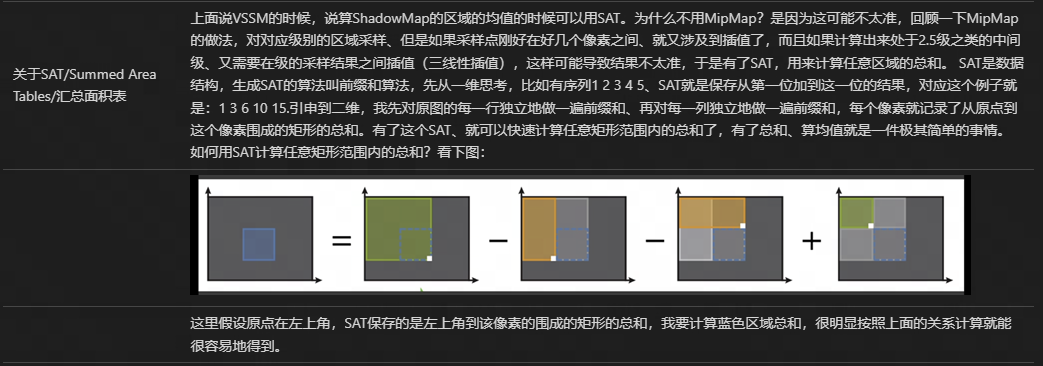 关于SAT/Summed Area
Tables/汇总面积表
上面说VSSM的时候，说算ShadowMap的区域的均值的时候可以用SAT。为什么不用MipMap？是因为这可能不太准，回顾一下MipMap
的做法，对对应级别的区域采样、但是如果采样点刚好在好几个像素之间、就又涉及到插值了，而且如果计算出来处于2.5级之类的中间
级、又需要在级的采样结果之间插值（三线性插值），这样可能导致结果不太准，于是有了SAT，用来计算任意区域的总和。 SAT是数据
结构，生成SAT的算法叫前缀和算法，先从一维思考，比如有序列1 2 3 4 5、SAT就是保存从第一位加到这一位的结果，对应这个例子就
是：1 3 6 10 15.引申到二维，我先对原图的每一行独立地做一遍前缀和、再对每一列独立地做一遍前缀和，每个像素就记录了从原点到
这个像素围成的矩形的总和。有了这个SAT、就可以快速计算任意矩形范围内的总和了，有了总和、算均值就是一件极其简单的事情。
如何用SAT计算任意矩形范围内的总和？看下图：
= − − +
这里假设原点在左上角，SAT保存的是左上角到该像素的围成的矩形的总和，我要计算蓝色区域总和，很明显按照上面的关系计算就能
很容易地得到。